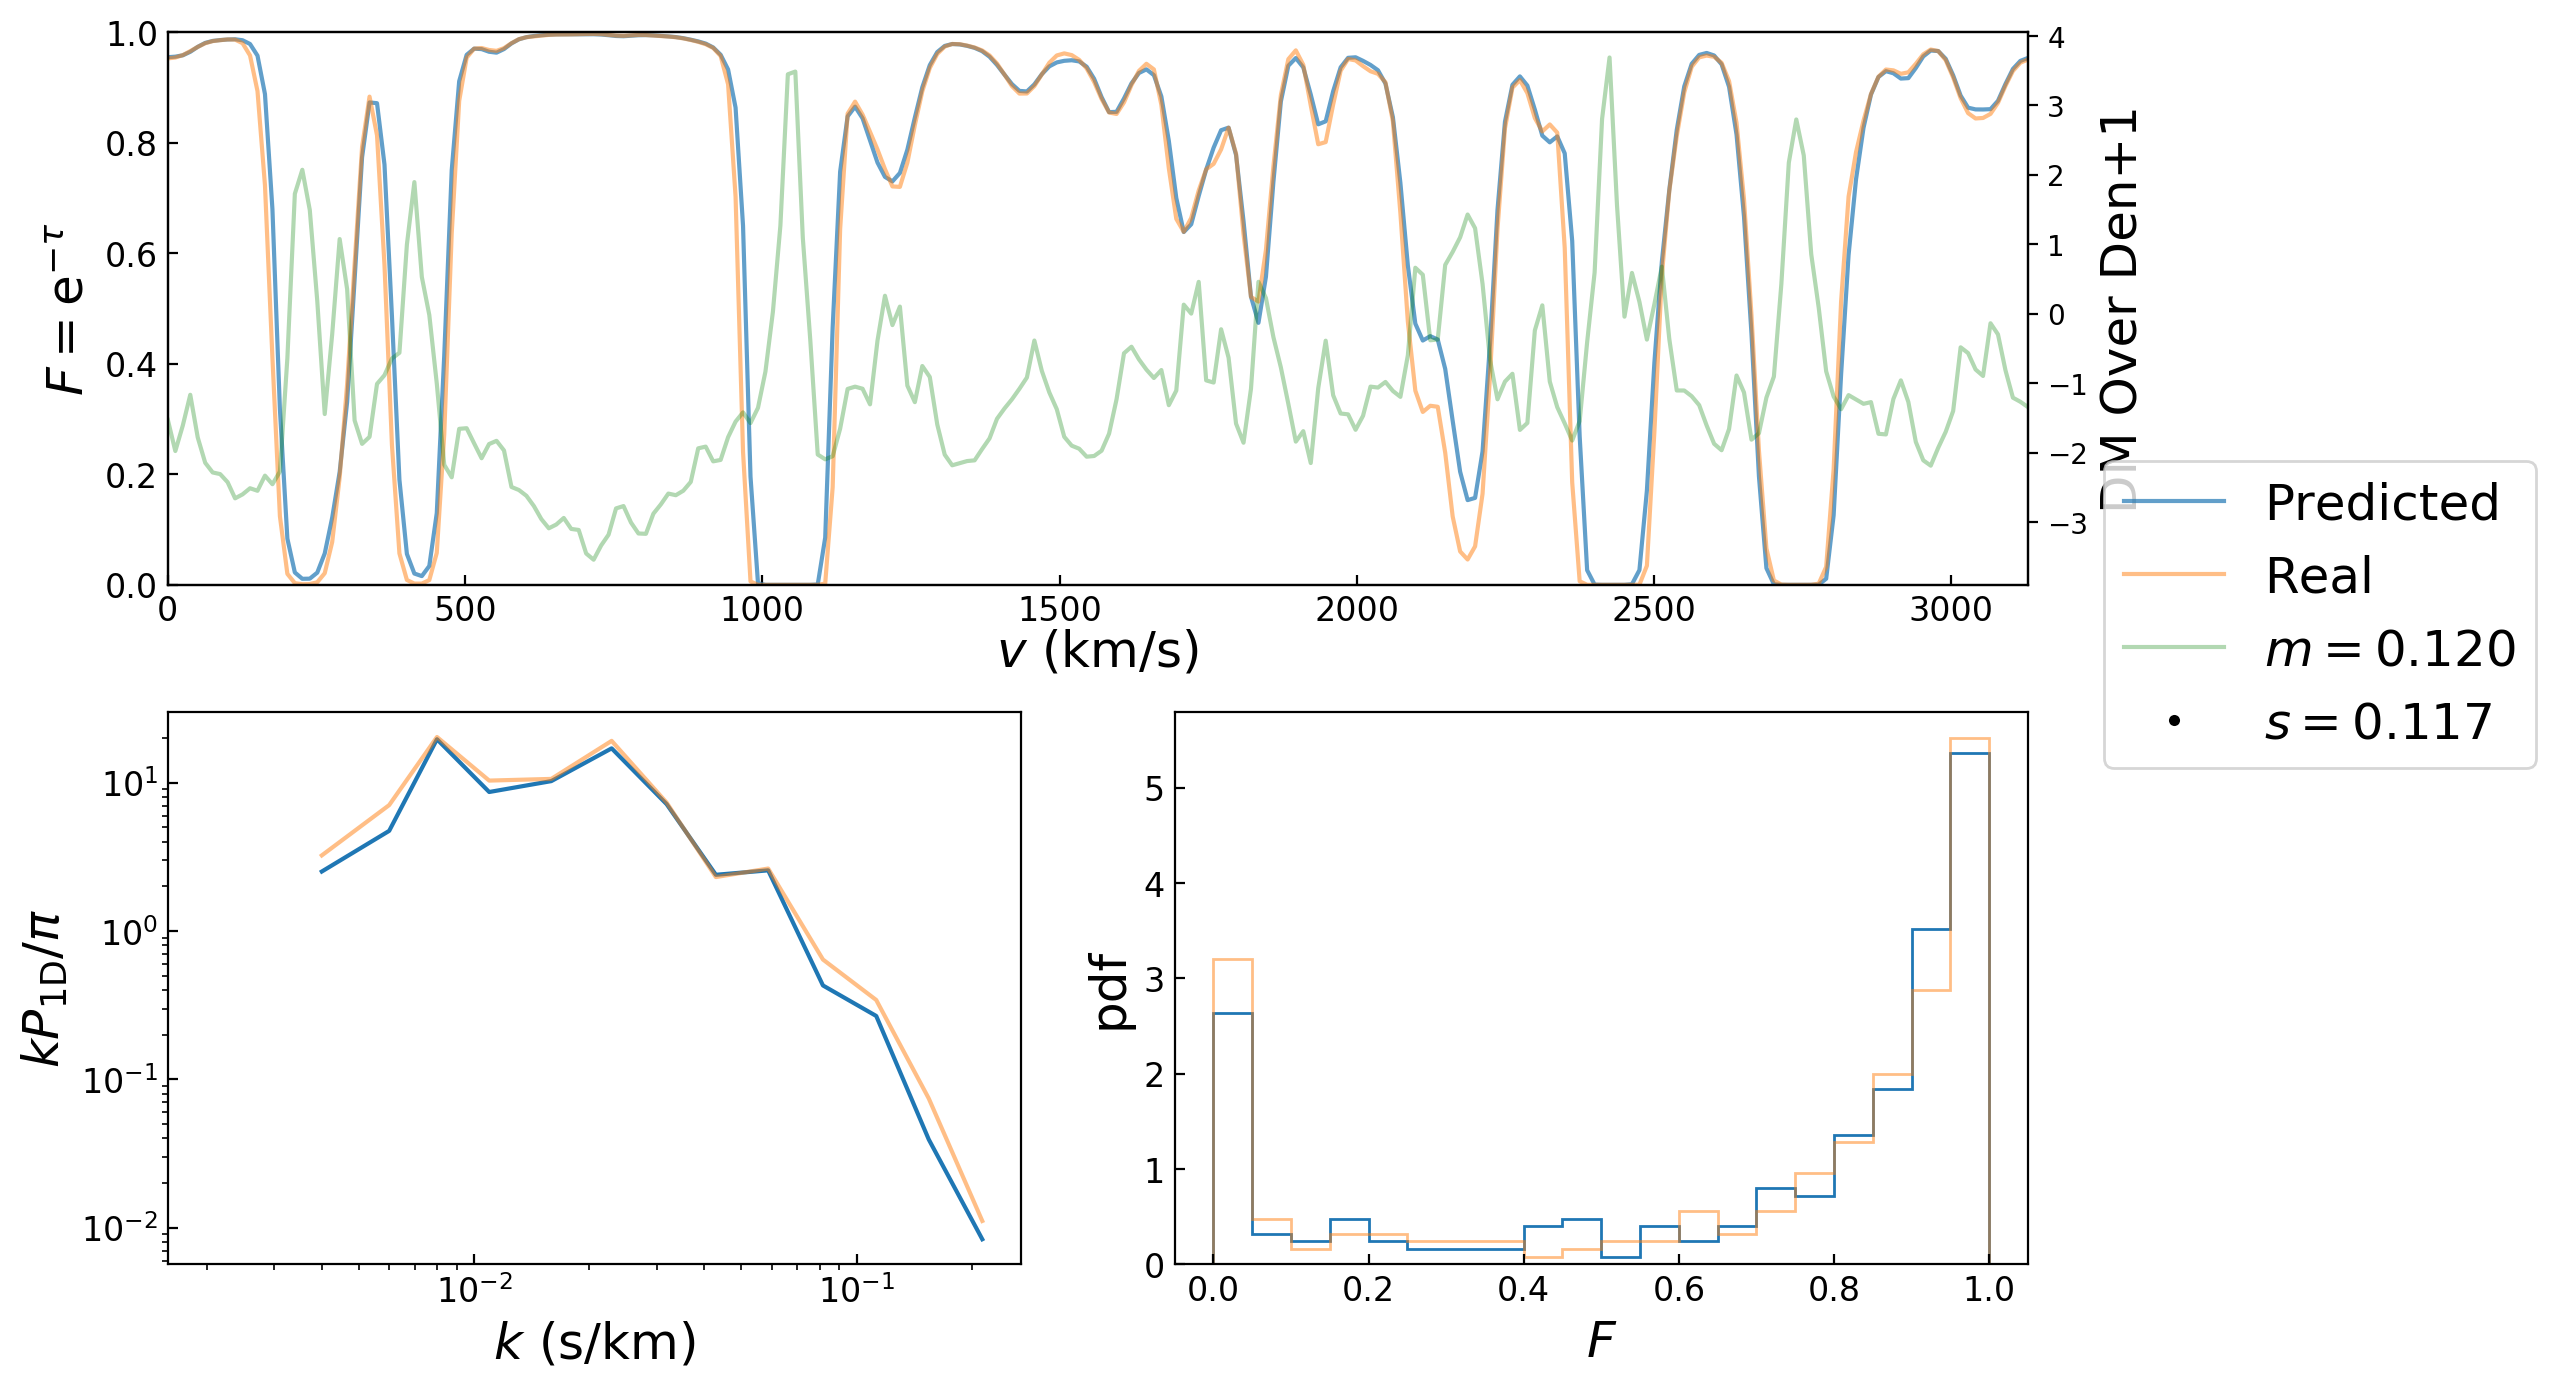 1.0
0.8
0.6
0.4
0.2
0.0
F = e^{−τ}
4
3
2
1
0
−1
−2
−3
DM Over Den+1
0 500 1000 1500 2000 2500 3000
v (km/s)
Predicted
Real
m = 0.120
s = 0.117
10^1
10^0
10^{−1}
10^{−2}
kP_{1D}/π
10^{−2} 10^{−1}
k (s/km)
5
4
3
2
1
0
pdf
0.0 0.2 0.4 0.6 0.8 1.0
F